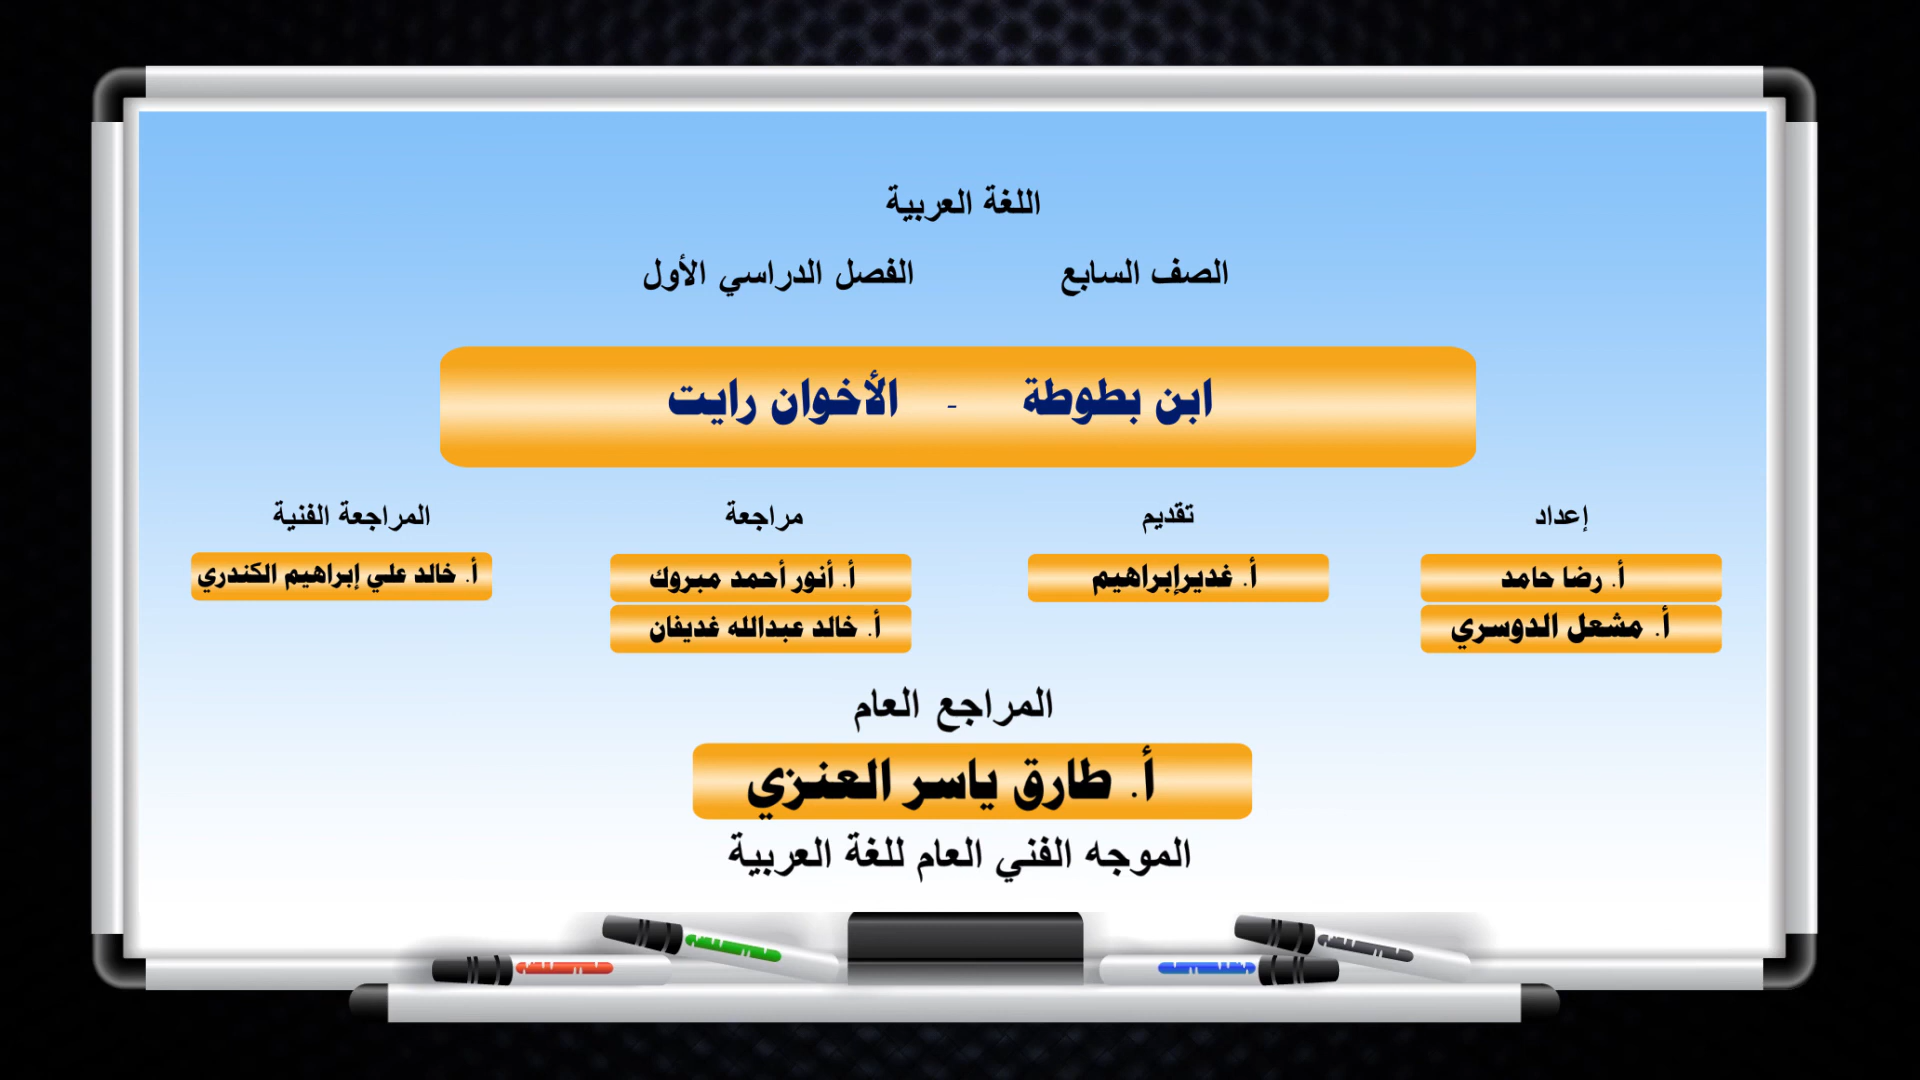 اللغة العربية
الصف السابع الفصل الدراسي الأول
ابن بطوطة - الأخوان رايت
إعداد تقديم مراجعة المراجعة الفنية
أ. رضا حامد أ. غديرإبراهيم أ. أنور أحمد مبروك أ. خالد علي إبراهيم الكندري
أ. مشعل الدوسري أ. خالد عبدالله غديفان
المراجع العام
أ. طارق ياسر العنزي
الموجه الفني العام للغة العربية